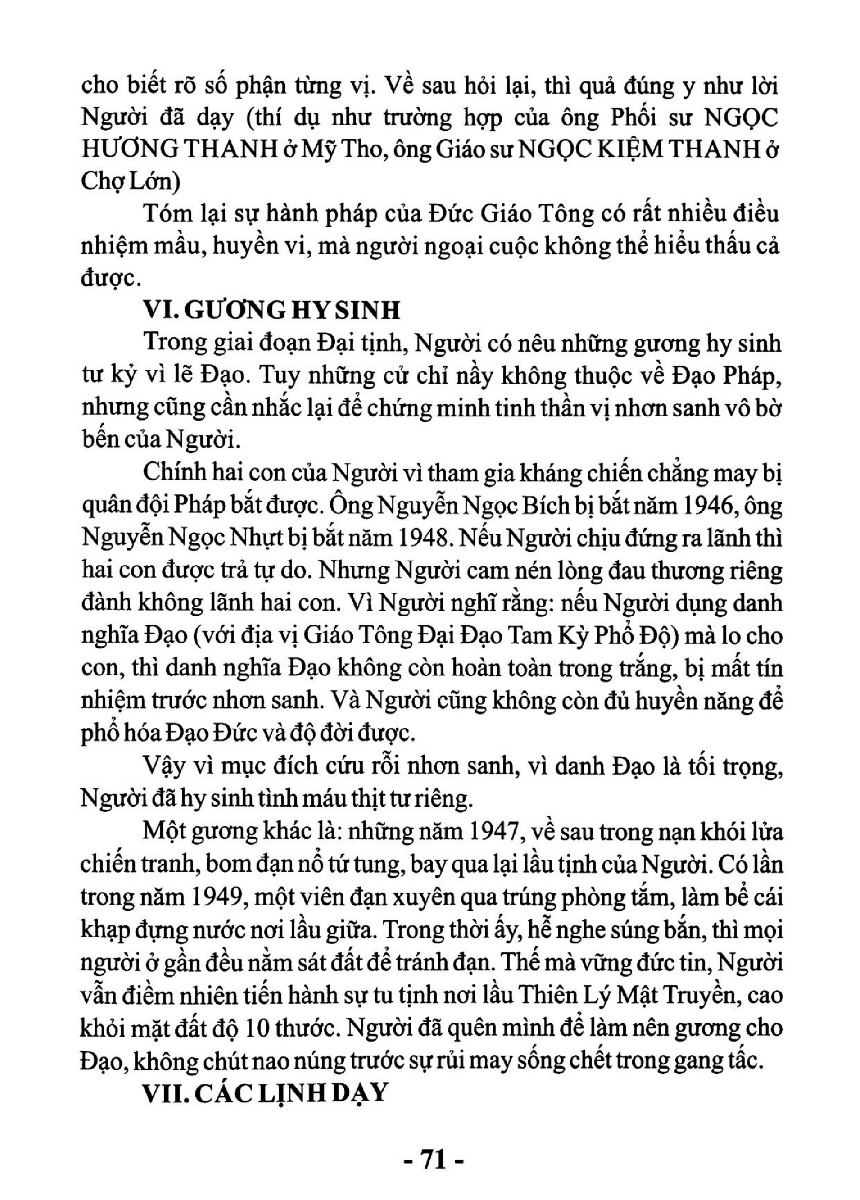 cho biết rõ số phận từng vị. Về sau hỏi lại, thì quả đúng y như lời
Người đã dạy (thí dụ như trường hợp của ông Phối sư NGỌC
HƯƠNG THANH ở Mỹ Tho, ông Giáo sư NGỌC KIỆM THANH ở
Chợ Lớn)
Tóm lại sự hành pháp của Đức Giáo Tông có rất nhiều điều
nhiệm mầu, huyền vi, mà người ngoại cuộc không thể hiểu thấu cả
được.
VI. GƯƠNG HY SINH
Trong giai đoạn Đại tịnh, Người có nêu những gương hy sinh
tư kỷ vì lẽ Đạo. Tuy những cử chỉ nầy không thuộc về Đạo Pháp,
nhưng cũng cần nhắc lại để chứng minh tinh thần vị nhơn sanh vô bờ
bến của Người.
Chính hai con của Người vì tham gia kháng chiến chẳng may bị
quân đội Pháp bắt được. Ông Nguyễn Ngọc Bích bị bắt năm 1946, ông
Nguyễn Ngọc Nhựt bị bắt năm 1948. Nếu Người chịu đứng ra lãnh thì
hai con được trả tự do. Nhưng Người cam nén lòng đau thương riêng
đành không lãnh hai con. Vì Người nghĩ rằng: nếu Người dụng danh
nghĩa Đạo (với địa vị Giáo Tông Đại Đạo Tam Kỳ Phổ Độ) mà lo cho
con, thì danh nghĩa Đạo không còn hoàn toàn trong trắng, bị mất tín
nhiệm trước nhơn sanh. Và Người cũng không còn đủ huyền năng để
phổ hóa Đạo Đức và độ đời được.
Vậy vì mục đích cứu rỗi nhơn sanh, vì danh Đạo là tối trọng,
Người đã hy sinh tình máu thịt tư riêng.
Một gương khác là: những năm 1947, về sau trong nạn khói lửa
chiến tranh, bom đạn nổ tứ tung, bay qua lại lầu tịnh của Người. Có lần
trong năm 1949, một viên đạn xuyên qua trúng phòng tắm, làm bể cái
khạp đựng nước nơi lầu giữa. Trong thời ấy, hễ nghe súng bắn, thì mọi
người ở gần đều nằm sát đất để tránh đạn. Thế mà vững đức tin, Người
vẫn điềm nhiên tiến hành sự tu tịnh nơi lầu Thiên Lý Mật Truyền, cao
khỏi mặt đất độ 10 thước. Người đã quên mình để làm nên gương cho
Đạo, không chút nao núng trước sự rủi may sống chết trong gang tấc.
VII. CÁC LỊNH DẠY
- 71 -